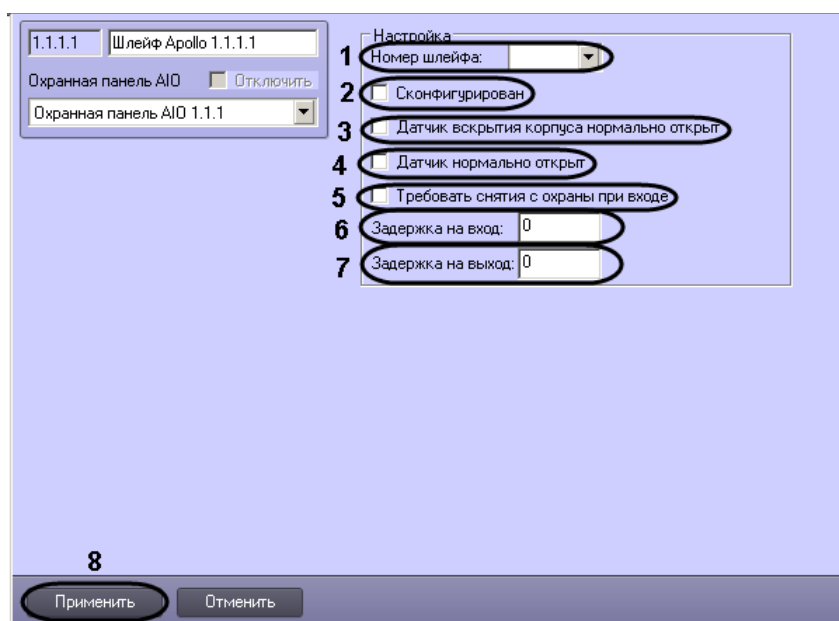 1.1.1.1 Шлейф Apollo 1.1.1.1
Охранная панель AIO Отключить
Охранная панель AIO 1.1.1
Настройка
1 Номер шлейфа:
2 Сконфигурирован
3 Датчик вскрытия корпуса нормально открыт
4 Датчик нормально открыт
5 Требовать снятия с охраны при входе
6 Задержка на вход: 0
7 Задержка на выход: 0
8
Применить Отменить